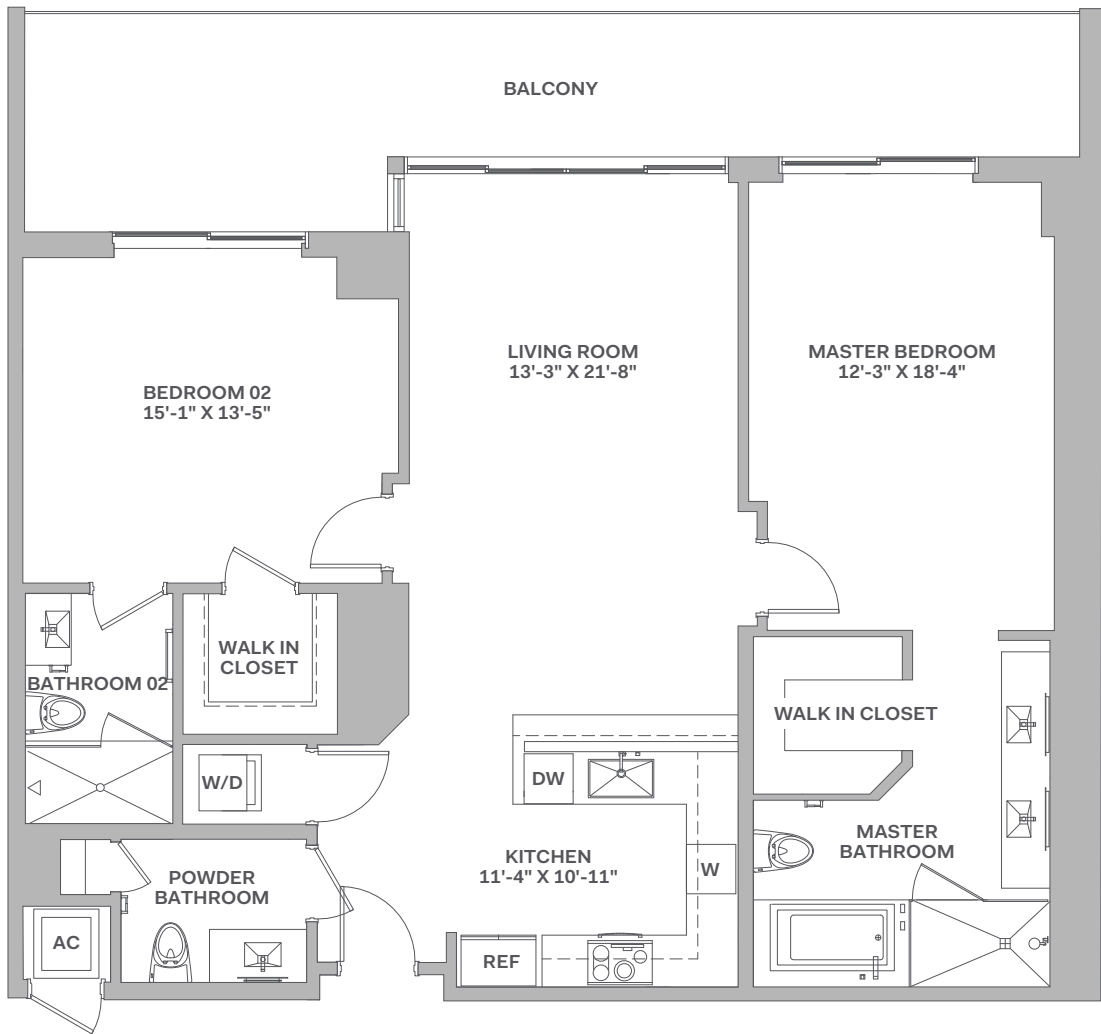 BALCONY
LIVING ROOM
13'-3" X 21'-8"
MASTER BEDROOM
12'-3" X 18'-4"
BEDROOM 02
15'-1" X 13'-5"
WALK IN
CLOSET
BATHROOM 02
WALK IN CLOSET
W/D
DW
MASTER
BATHROOM
KITCHEN
11'-4" X 10'-11"
W
POWDER
BATHROOM
AC
REF